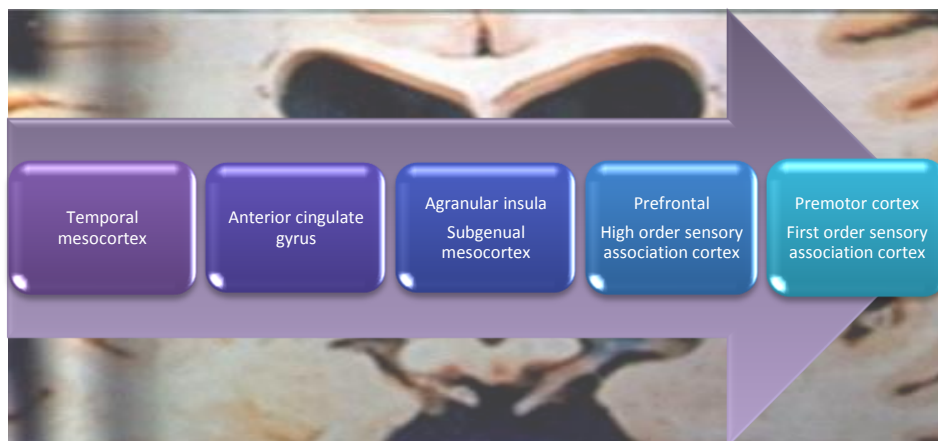 Temporal
mesocortex
Anterior cingulate
gyrus
Agranular insula
Subgenual
mesocortex
Prefrontal
High order sensory
association cortex
Premotor cortex
First order sensory
association cortex